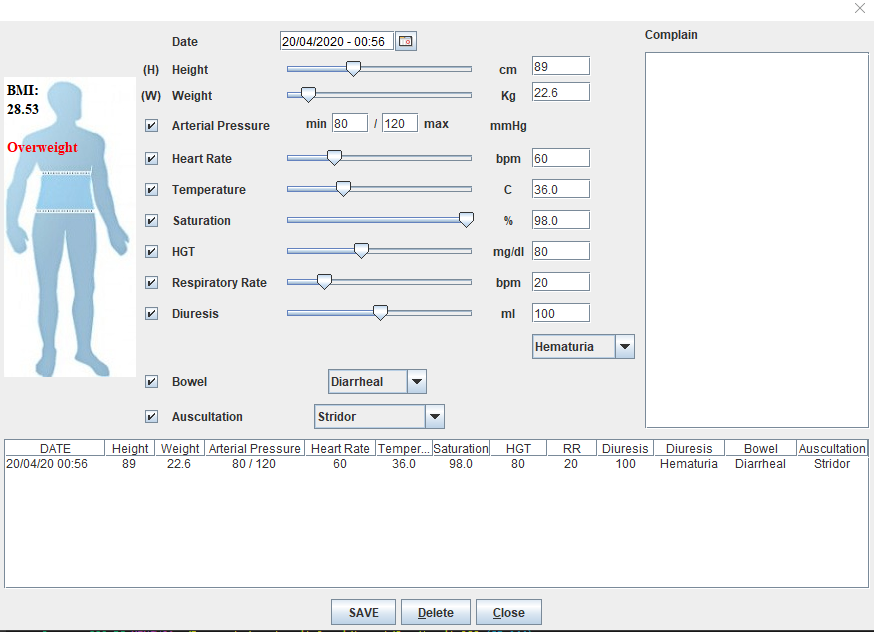 Date 20/04/2020 - 00:56
Complain
(H) Height cm 89
(W) Weight Kg 22.6
BMI:
28.53
Overweight
Arterial Pressure min 80 / 120 max mmHg
Heart Rate bpm 60
Temperature C 36.0
Saturation % 98.0
HGT mg/dl 80
Respiratory Rate bpm 20
Diuresis ml 100
Hematuria
Bowel Diarrheal
Auscultation Stridor
DATE Height Weight Arterial Pressure Heart Rate Temper... Saturation HGT RR Diuresis Diuresis Bowel Auscultation
20/04/20 00:56 89 22.6 80 / 120 60 36.0 98.0 80 20 100 Hematuria Diarrheal Stridor
SAVE Delete Close